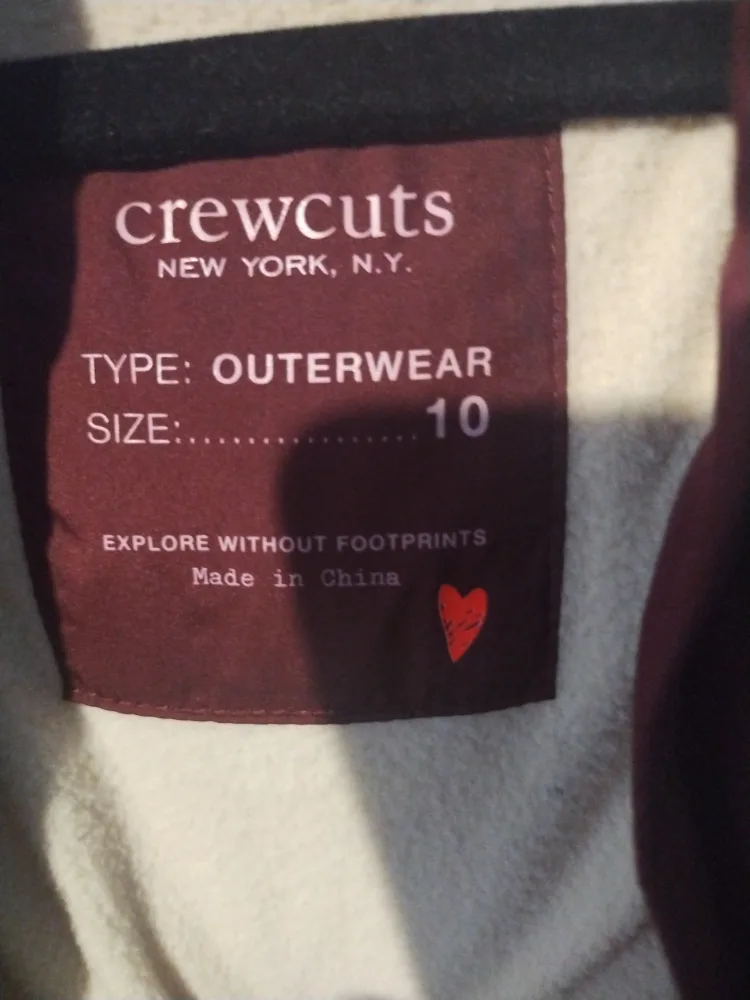 crewcuts
NEW YORK, N.Y.
TYPE: OUTERWEAR
SIZE:................10
EXPLORE WITHOUT FOOTPRINTS
Made in China